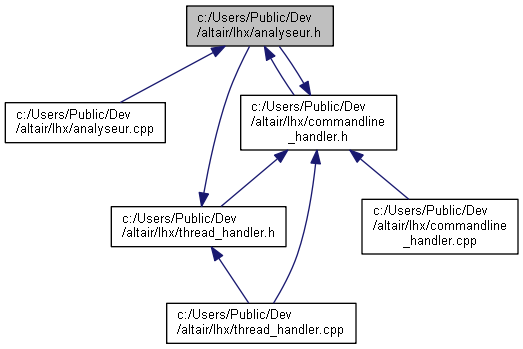 c:/Users/Public/Dev
/altair/lhx/analyseur.h
c:/Users/Public/Dev
/altair/lhx/analyseur.cpp
c:/Users/Public/Dev
/altair/lhx/commandline
_handler.h
c:/Users/Public/Dev
/altair/lhx/thread_handler.h
c:/Users/Public/Dev
/altair/lhx/commandline
_handler.cpp
c:/Users/Public/Dev
/altair/lhx/thread_handler.cpp